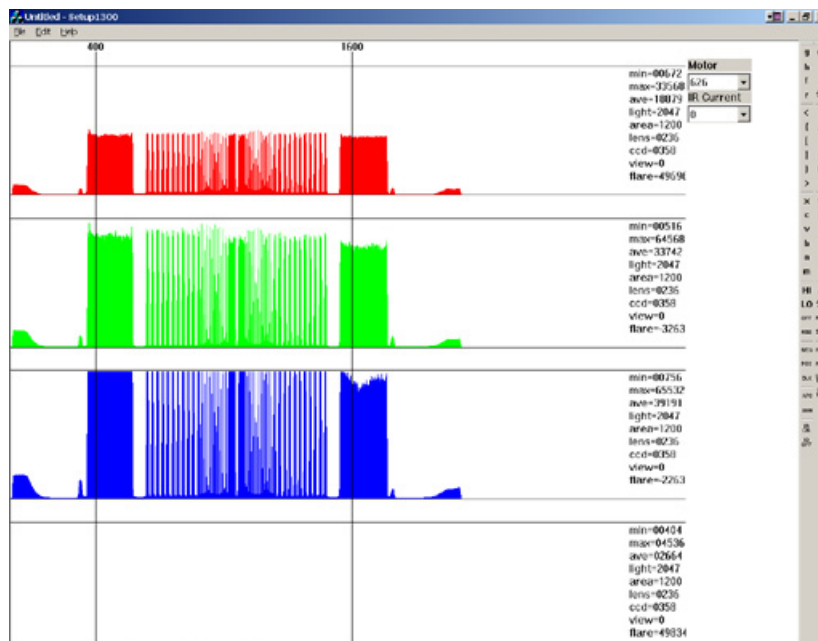 Untitled - Setup1300
File Edit Help
400 1600
min=00672
max=33568
ave=18079
light=2047
area=1200
lens=0236
ccd=0358
view=0
Motor
626
IR Current
0
min=00516
max=64568
ave=33742
light=2047
area=1200
lens=0236
ccd=0358
view=0
flare=-3263
min=00756
max=65532
ave=39191
light=2047
area=1200
lens=0236
ccd=0358
view=0
flare=-2263
min=00404
max=04536
ave=02664
light=2047
area=1200
lens=0236
ccd=0358
view=0
flare=49834
g
h
f
r
<
[
[
]
]
>
x
c
v
b
n
m
HI
LO